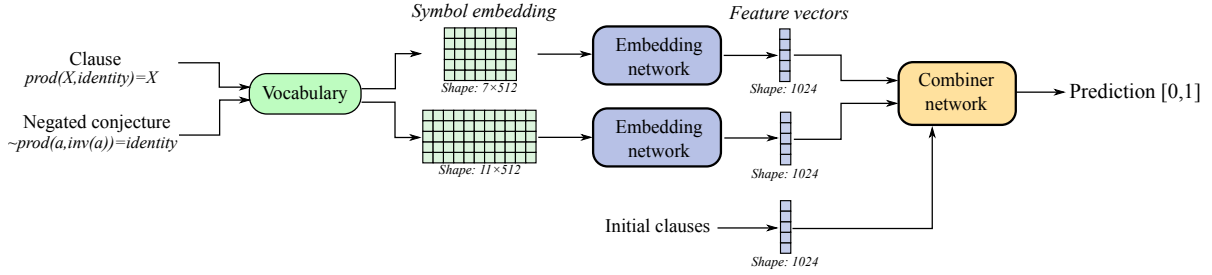 Symbol embedding
Feature vectors
Clause
prod(X,identity)=X
Vocabulary
Negated conjecture
~prod(a,inv(a))=identity
Shape: 7×512
Embedding
network
Shape: 1024
Shape: 11×512
Embedding
network
Shape: 1024
Combiner
network
Prediction [0,1]
Initial clauses
Shape: 1024